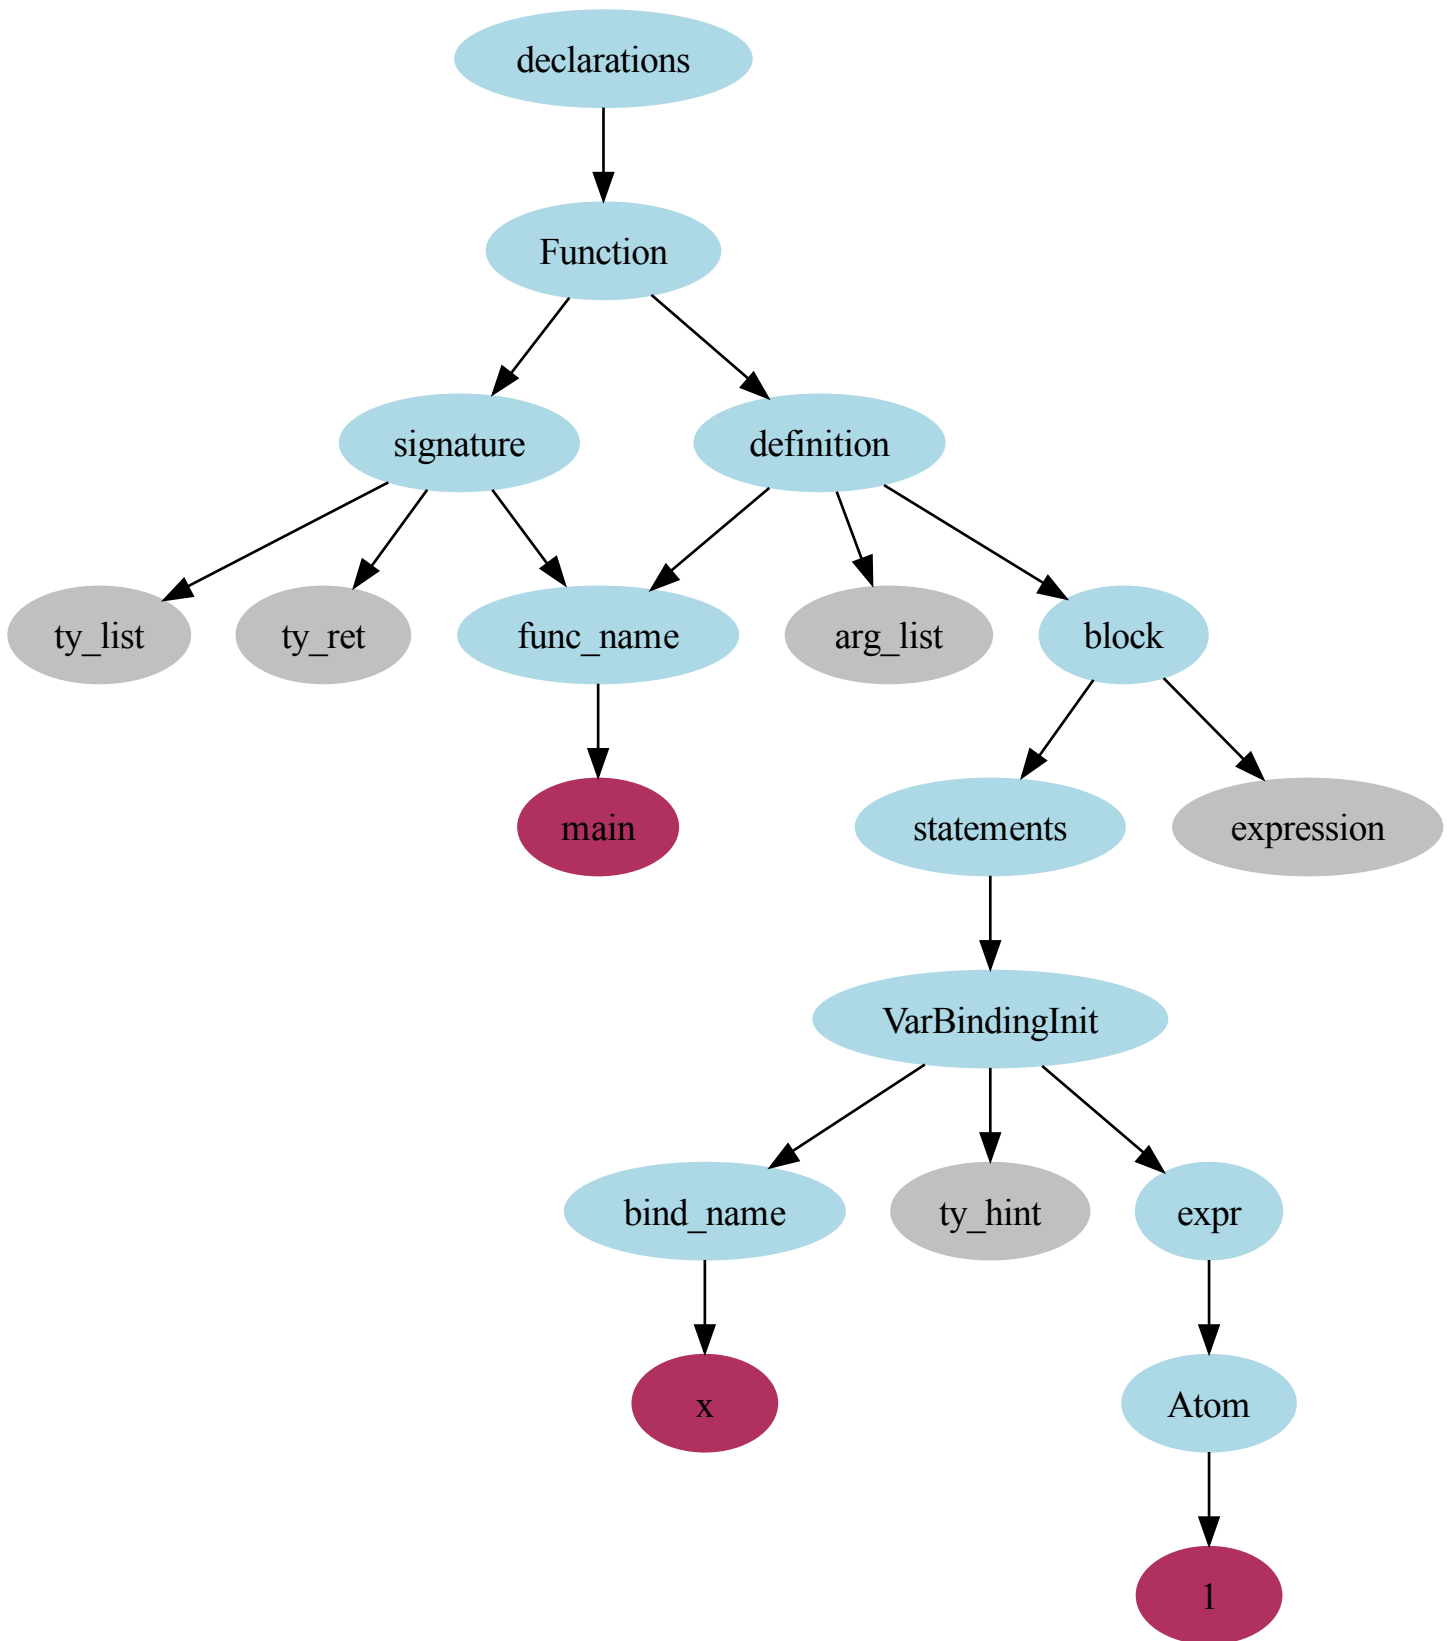 declarations
Function
signature
definition
ty_list
ty_ret
func_name
arg_list
block
main
statements
expression
VarBindingInit
bind_name
ty_hint
expr
x
Atom
1